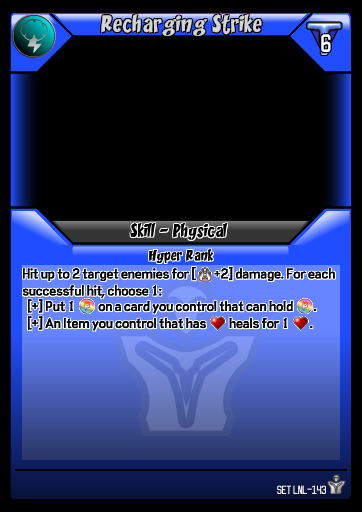 Recharging Strike
6
Skill - Physical
Hyper Rank
Hit up to 2 target enemies for [ +2] damage. For each
successful hit, choose 1:
[+] Put 1 on a card you control that can hold .
[+] An Item you control that has heals for 1 .
SET LNL-143